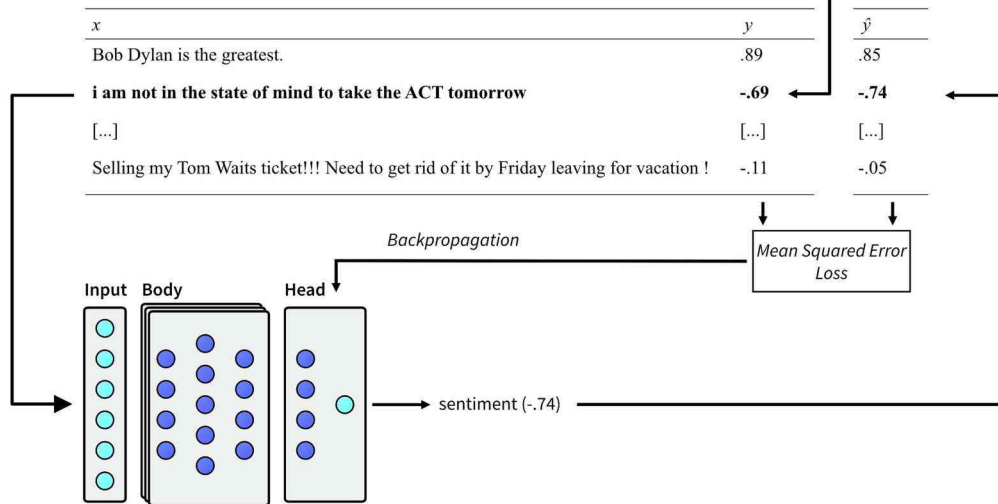 x y ŷ
Bob Dylan is the greatest. .89 .85
i am not in the state of mind to take the ACT tomorrow -.69 -.74
[...] [...] [...]
Selling my Tom Waits ticket!!! Need to get rid of it by Friday leaving for vacation ! -.11 -.05
Backpropagation
Mean Squared Error
Loss
Input Body Head
sentiment (-.74)